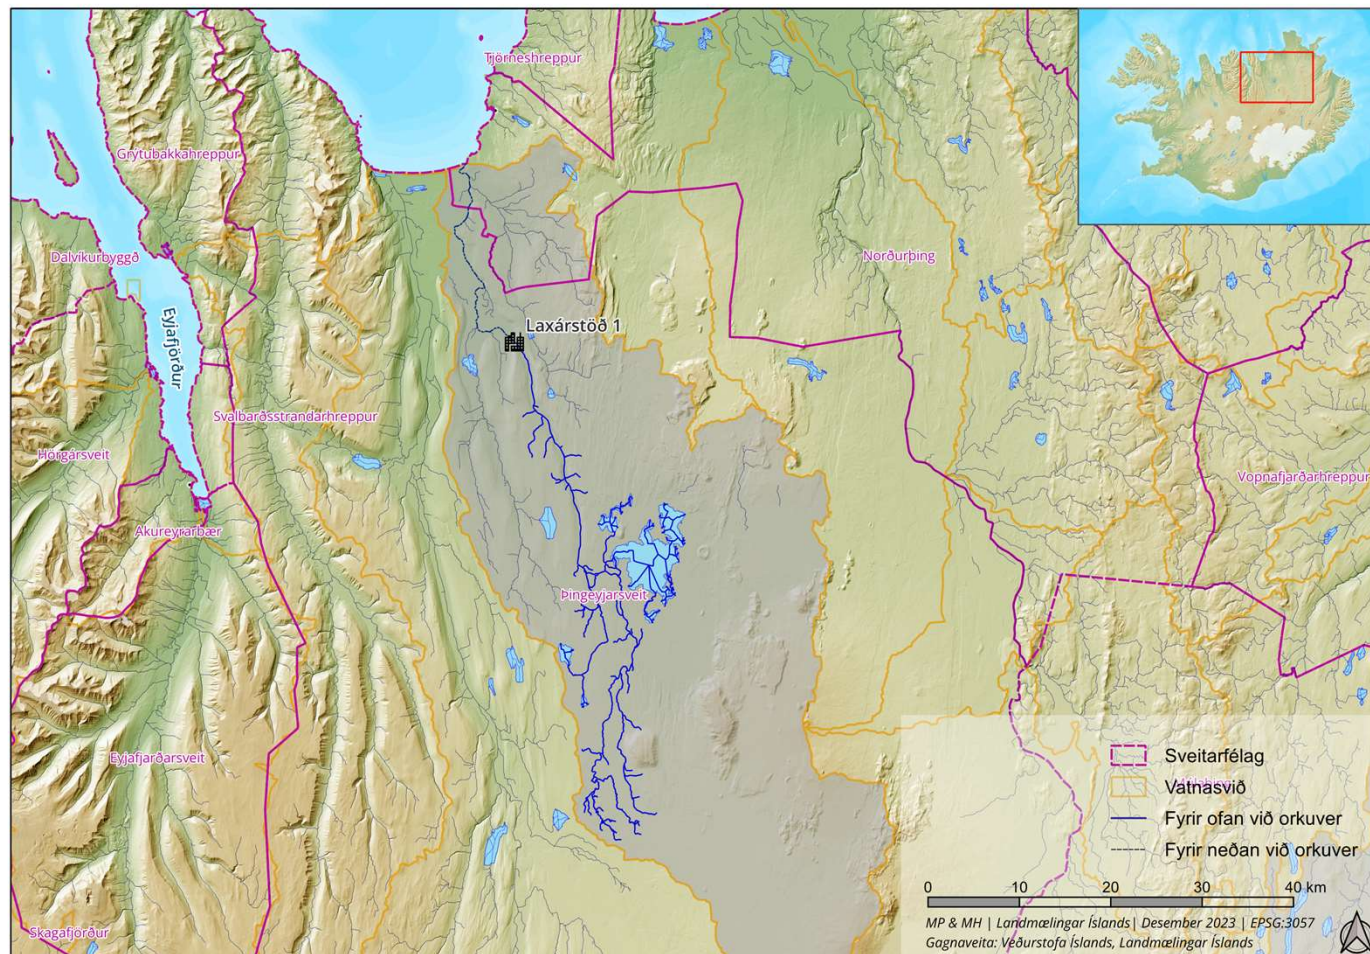 Tjörneshreppur
Grýtubakkahreppur
Dalvíkurbyggð
Norðurþing
Eyjafjörður
Laxárstöð 1
Svalbarðsstrandarhreppur
Hörgársveit
Vopnafjarðarhreppur
Akureyrarbær
Þingeyjarsveit
Eyjafjarðarsveit
Skagafjörður
Sveitarfélag
Múlaþing
Vatnasvið
Fyrir ofan við orkuver
Fyrir neðan við orkuver
0 10 20 30 40 km
MP & MH | Landmælingar Íslands| Desember 2023 | EPSG:3057
Gagnaveita: Veðurstofa Íslands, Landmælingar Íslands